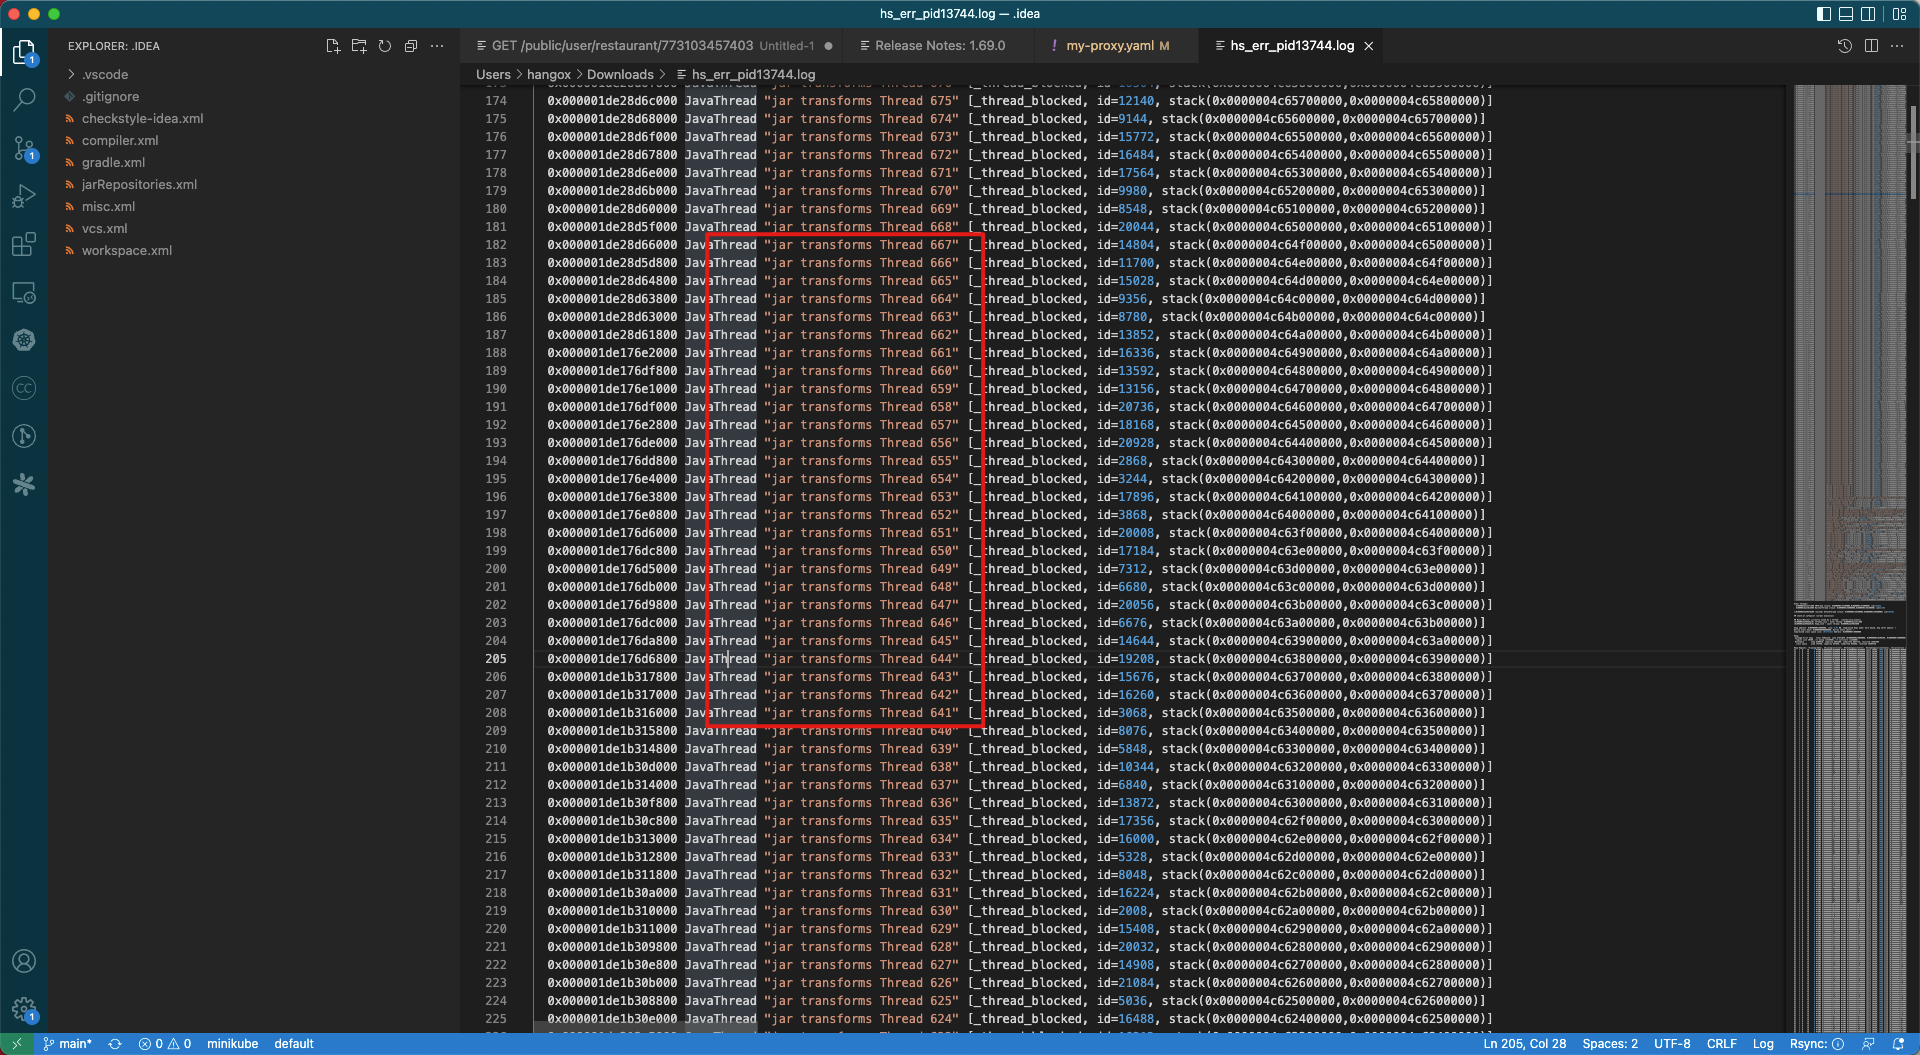 hs_err_pid13744.log — .idea
EXPLORER: .IDEA
GET /public/user/restaurant/773103457403 Untitled-1
Release Notes: 1.69.0
! my-proxy.yaml M
hs_err_pid13744.log
Users > hangox > Downloads > hs_err_pid13744.log
.vscode
.gitignore
checkstyle-idea.xml
compiler.xml
gradle.xml
jarRepositories.xml
misc.xml
vcs.xml
workspace.xml
174 0x000001de28d6c000 JavaThread "jar transforms Thread 675" [_thread_blocked, id=12140, stack(0x0000004c65700000,0x0000004c65800000)]
175 0x000001de28d68000 JavaThread "jar transforms Thread 674" [_thread_blocked, id=9144, stack(0x0000004c65600000,0x0000004c65700000)]
176 0x000001de28d6f000 JavaThread "jar transforms Thread 673" [_thread_blocked, id=15772, stack(0x0000004c65500000,0x0000004c65600000)]
177 0x000001de28d67800 JavaThread "jar transforms Thread 672" [_thread_blocked, id=16484, stack(0x0000004c65400000,0x0000004c65500000)]
178 0x000001de28d6e000 JavaThread "jar transforms Thread 671" [_thread_blocked, id=17564, stack(0x0000004c65300000,0x0000004c65400000)]
179 0x000001de28d6b000 JavaThread "jar transforms Thread 670" [_thread_blocked, id=9980, stack(0x0000004c65200000,0x0000004c65300000)]
180 0x000001de28d60000 JavaThread "jar transforms Thread 669" [_thread_blocked, id=8548, stack(0x0000004c65100000,0x0000004c65200000)]
181 0x000001de28d5f000 JavaThread "jar transforms Thread 668" [_thread_blocked, id=20044, stack(0x0000004c65000000,0x0000004c65100000)]
182 0x000001de28d66000 JavaThread "jar transforms Thread 667" [_thread_blocked, id=14804, stack(0x0000004c64f00000,0x0000004c65000000)]
183 0x000001de28d5d800 JavaThread "jar transforms Thread 666" [_thread_blocked, id=11700, stack(0x0000004c64e00000,0x0000004c64f00000)]
184 0x000001de28d64800 JavaThread "jar transforms Thread 665" [_thread_blocked, id=15028, stack(0x0000004c64d00000,0x0000004c64e00000)]
185 0x000001de28d63800 JavaThread "jar transforms Thread 664" [_thread_blocked, id=9356, stack(0x0000004c64c00000,0x0000004c64d00000)]
186 0x000001de28d63000 JavaThread "jar transforms Thread 663" [_thread_blocked, id=8780, stack(0x0000004c64b00000,0x0000004c64c00000)]
187 0x000001de28d61800 JavaThread "jar transforms Thread 662" [_thread_blocked, id=13852, stack(0x0000004c64a00000,0x0000004c64b00000)]
188 0x000001de176e2000 JavaThread "jar transforms Thread 661" [_thread_blocked, id=16336, stack(0x0000004c64900000,0x0000004c64a00000)]
189 0x000001de176df800 JavaThread "jar transforms Thread 660" [_thread_blocked, id=13592, stack(0x0000004c64800000,0x0000004c64900000)]
190 0x000001de176e1000 JavaThread "jar transforms Thread 659" [_thread_blocked, id=13156, stack(0x0000004c64700000,0x0000004c64800000)]
191 0x000001de176df000 JavaThread "jar transforms Thread 658" [_thread_blocked, id=20736, stack(0x0000004c64600000,0x0000004c64700000)]
192 0x000001de176e2800 JavaThread "jar transforms Thread 657" [_thread_blocked, id=18168, stack(0x0000004c64500000,0x0000004c64600000)]
193 0x000001de176de000 JavaThread "jar transforms Thread 656" [_thread_blocked, id=20928, stack(0x0000004c64400000,0x0000004c64500000)]
194 0x000001de176dd800 JavaThread "jar transforms Thread 655" [_thread_blocked, id=2868, stack(0x0000004c64300000,0x0000004c64400000)]
195 0x000001de176e4000 JavaThread "jar transforms Thread 654" [_thread_blocked, id=3244, stack(0x0000004c64200000,0x0000004c64300000)]
196 0x000001de176e3800 JavaThread "jar transforms Thread 653" [_thread_blocked, id=17896, stack(0x0000004c64100000,0x0000004c64200000)]
197 0x000001de176e0800 JavaThread "jar transforms Thread 652" [_thread_blocked, id=3868, stack(0x0000004c64000000,0x0000004c64100000)]
198 0x000001de176d6000 JavaThread "jar transforms Thread 651" [_thread_blocked, id=20008, stack(0x0000004c63f00000,0x0000004c64000000)]
199 0x000001de176dc800 JavaThread "jar transforms Thread 650" [_thread_blocked, id=17184, stack(0x0000004c63e00000,0x0000004c63f00000)]
200 0x000001de176d5000 JavaThread "jar transforms Thread 649" [_thread_blocked, id=7312, stack(0x0000004c63d00000,0x0000004c63e00000)]
201 0x000001de176db000 JavaThread "jar transforms Thread 648" [_thread_blocked, id=6680, stack(0x0000004c63c00000,0x0000004c63d00000)]
202 0x000001de176d9800 JavaThread "jar transforms Thread 647" [_thread_blocked, id=20056, stack(0x0000004c63b00000,0x0000004c63c00000)]
203 0x000001de176dc000 JavaThread "jar transforms Thread 646" [_thread_blocked, id=6676, stack(0x0000004c63a00000,0x0000004c63b00000)]
204 0x000001de176da800 JavaThread "jar transforms Thread 645" [_thread_blocked, id=14644, stack(0x0000004c63900000,0x0000004c63a00000)]
205 0x000001de176d6800 JavaThread "jar transforms Thread 644" [_thread_blocked, id=19208, stack(0x0000004c63800000,0x0000004c63900000)]
206 0x000001de1b317800 JavaThread "jar transforms Thread 643" [_thread_blocked, id=15676, stack(0x0000004c63700000,0x0000004c63800000)]
207 0x000001de1b317000 JavaThread "jar transforms Thread 642" [_thread_blocked, id=16260, stack(0x0000004c63600000,0x0000004c63700000)]
208 0x000001de1b316000 JavaThread "jar transforms Thread 641" [_thread_blocked, id=3068, stack(0x0000004c63500000,0x0000004c63600000)]
209 0x000001de1b315800 JavaThread "jar transforms Thread 640" [_thread_blocked, id=8076, stack(0x0000004c63400000,0x0000004c63500000)]
210 0x000001de1b314800 JavaThread "jar transforms Thread 639" [_thread_blocked, id=5848, stack(0x0000004c63300000,0x0000004c63400000)]
211 0x000001de1b30d000 JavaThread "jar transforms Thread 638" [_thread_blocked, id=10344, stack(0x0000004c63200000,0x0000004c63300000)]
212 0x000001de1b314000 JavaThread "jar transforms Thread 637" [_thread_blocked, id=6840, stack(0x0000004c63100000,0x0000004c63200000)]
213 0x000001de1b30f800 JavaThread "jar transforms Thread 636" [_thread_blocked, id=13872, stack(0x0000004c63000000,0x0000004c63100000)]
214 0x000001de1b30c800 JavaThread "jar transforms Thread 635" [_thread_blocked, id=17356, stack(0x0000004c62f00000,0x0000004c63000000)]
215 0x000001de1b313000 JavaThread "jar transforms Thread 634" [_thread_blocked, id=16000, stack(0x0000004c62e00000,0x0000004c62f00000)]
216 0x000001de1b312800 JavaThread "jar transforms Thread 633" [_thread_blocked, id=5328, stack(0x0000004c62d00000,0x0000004c62e00000)]
217 0x000001de1b311800 JavaThread "jar transforms Thread 632" [_thread_blocked, id=8048, stack(0x0000004c62c00000,0x0000004c62d00000)]
218 0x000001de1b30a000 JavaThread "jar transforms Thread 631" [_thread_blocked, id=16224, stack(0x0000004c62b00000,0x0000004c62c00000)]
219 0x000001de1b310000 JavaThread "jar transforms Thread 630" [_thread_blocked, id=2008, stack(0x0000004c62a00000,0x0000004c62b00000)]
220 0x000001de1b311000 JavaThread "jar transforms Thread 629" [_thread_blocked, id=15408, stack(0x0000004c62900000,0x0000004c62a00000)]
221 0x000001de1b309800 JavaThread "jar transforms Thread 628" [_thread_blocked, id=20032, stack(0x0000004c62800000,0x0000004c62900000)]
222 0x000001de1b30e800 JavaThread "jar transforms Thread 627" [_thread_blocked, id=14908, stack(0x0000004c62700000,0x0000004c62800000)]
223 0x000001de1b30b000 JavaThread "jar transforms Thread 626" [_thread_blocked, id=21084, stack(0x0000004c62600000,0x0000004c62700000)]
224 0x000001de1b308800 JavaThread "jar transforms Thread 625" [_thread_blocked, id=5036, stack(0x0000004c62500000,0x0000004c62600000)]
225 0x000001de1b30e000 JavaThread "jar transforms Thread 624" [_thread_blocked, id=16488, stack(0x0000004c62400000,0x0000004c62500000)]
main* 0 0 minikube default Ln 205, Col 28 Spaces: 2 UTF-8 CRLF Log Rsync: